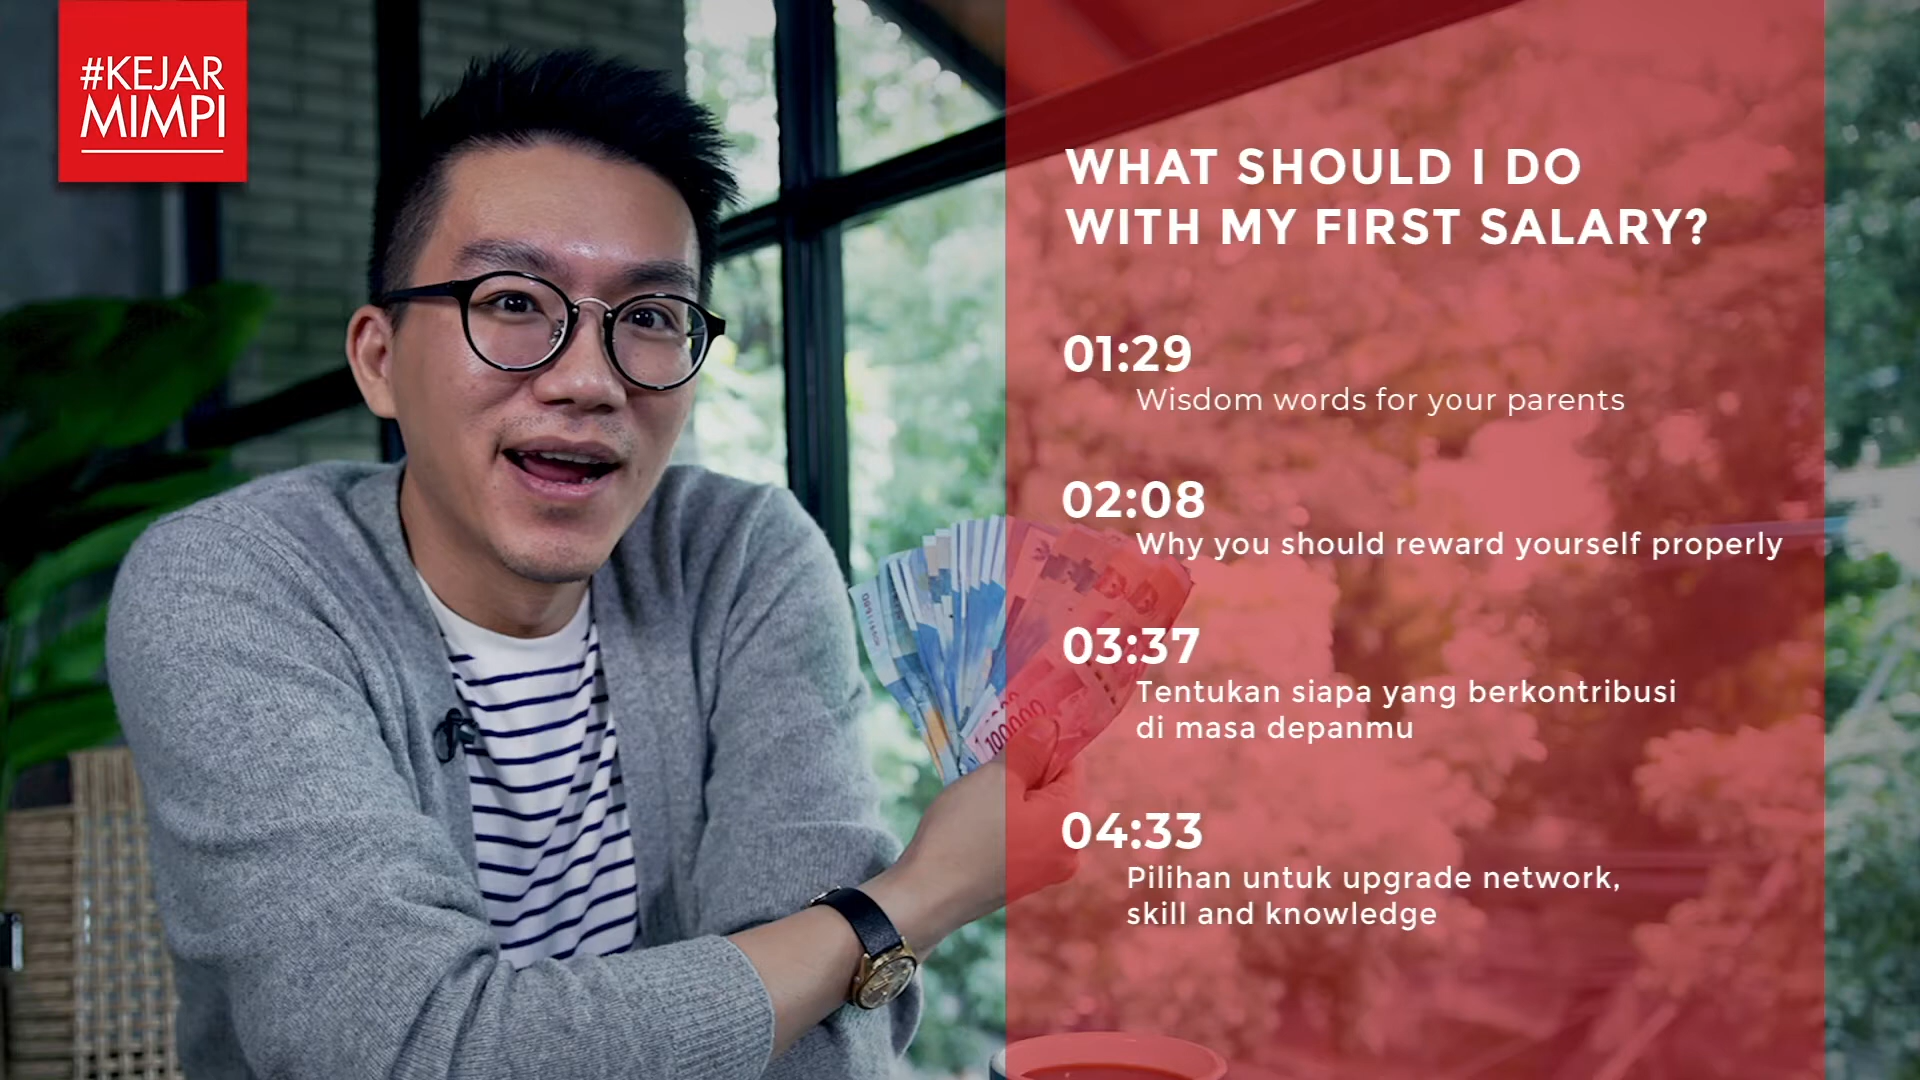 #KEJAR
MIMPI
WHAT SHOULD I DO
WITH MY FIRST SALARY?
01:29
Wisdom words for your parents
02:08
Why you should reward yourself properly
03:37
Tentukan siapa yang berkontribusi
di masa depanmu
04:33
Pilihan untuk upgrade network,
skill and knowledge
100000